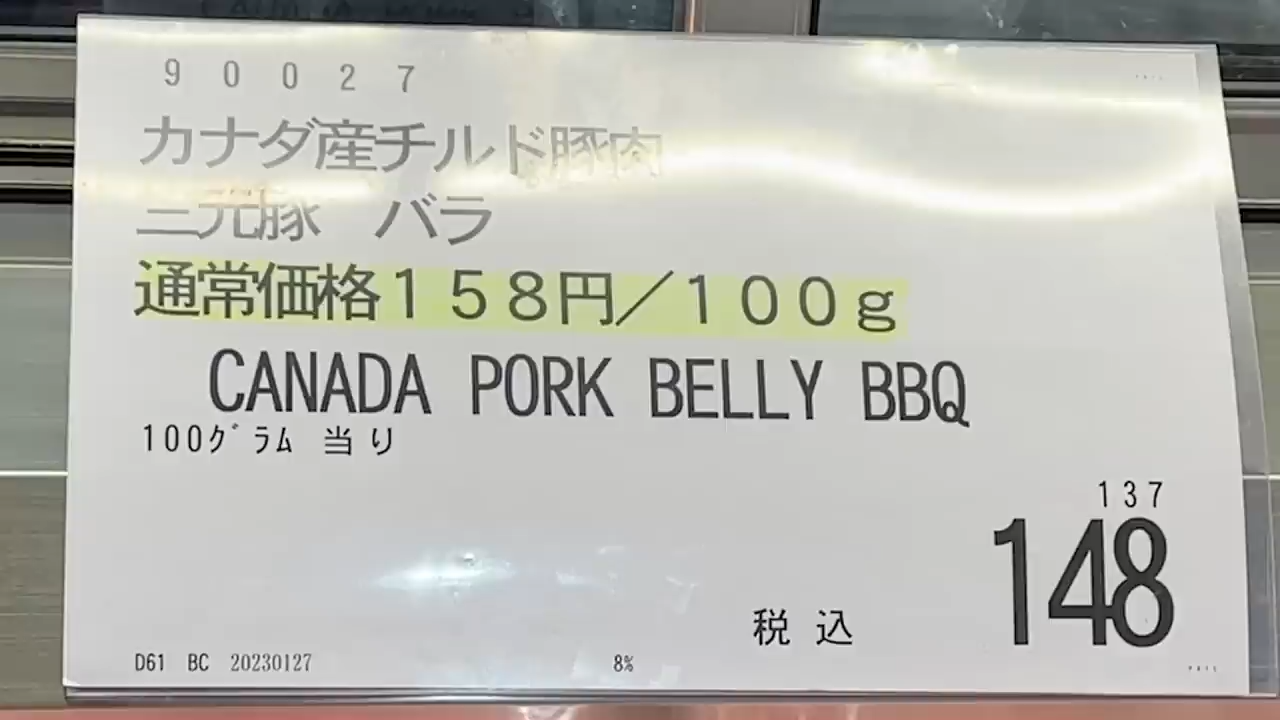 90027
カナダ産チルド豚肉
三元豚 バラ
通常価格158円/100g
CANADA PORK BELLY BBQ
100グラム 当り
137
148
税込
D61 BC 20230127 8%